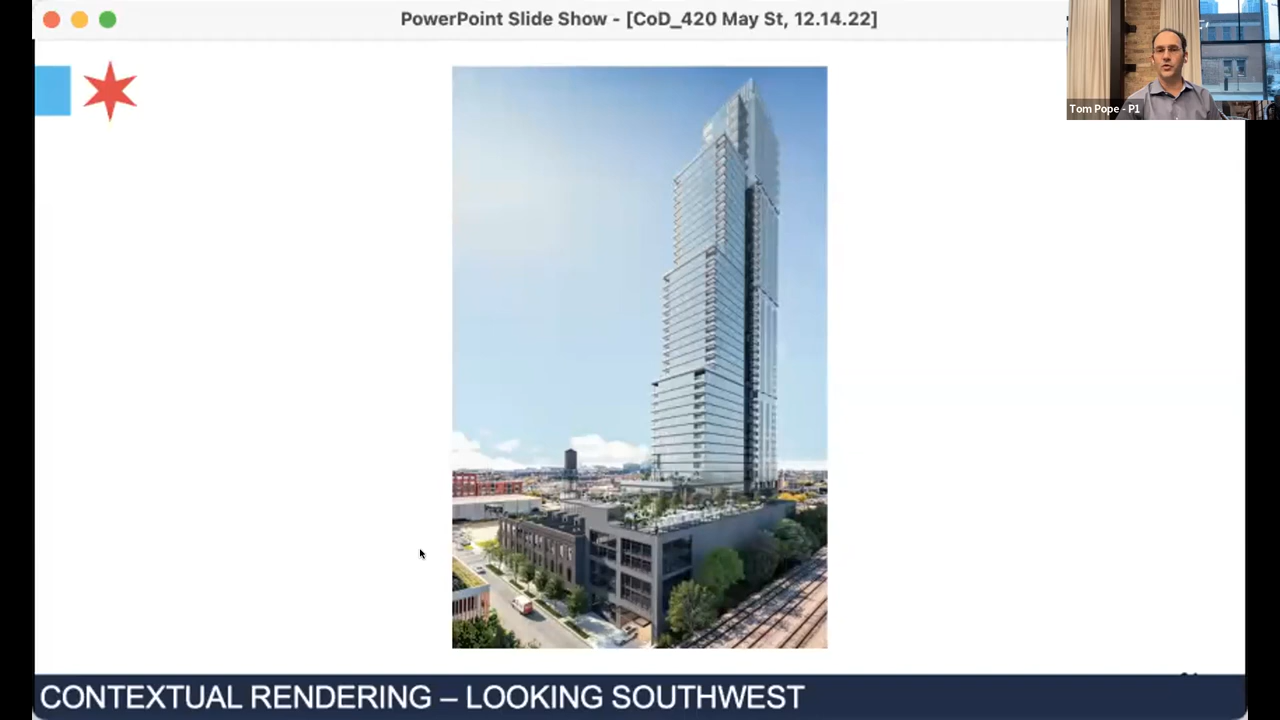 PowerPoint Slide Show - [CoD_420 May St, 12.14.22]
Tom Pope - P1
CONTEXTUAL RENDERING – LOOKING SOUTHWEST